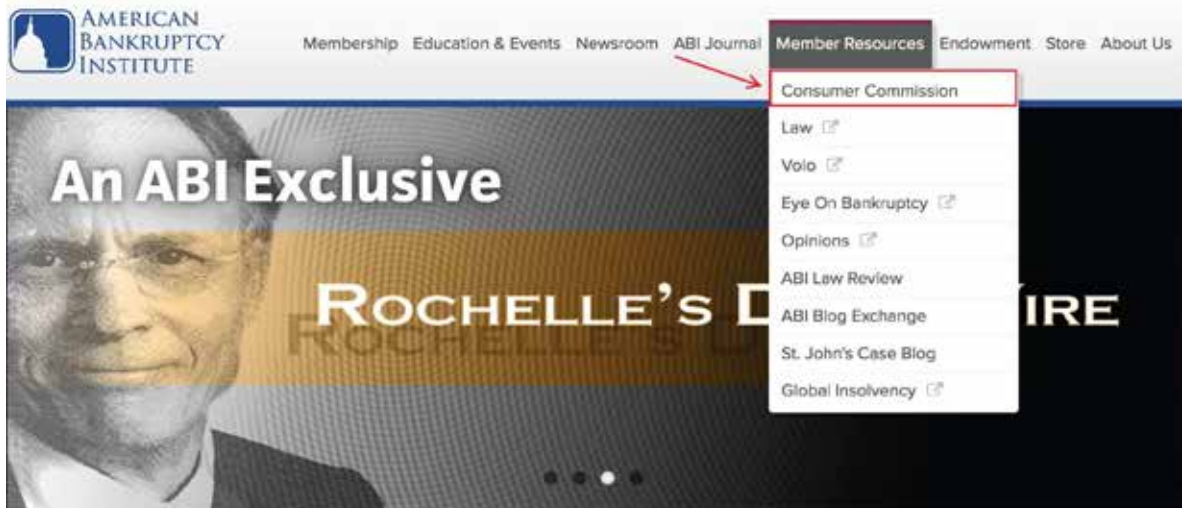 AMERICAN
BANKRUPTCY
INSTITUTE
Membership Education & Events Newsroom ABI Journal Member Resources Endowment Store About Us
Consumer Commission
Law
Volo
Eye On Bankruptcy
Opinions
ABI Law Review
ABI Blog Exchange
St. John's Case Blog
Global Insolvency
An ABI Exclusive
ROCHELLE'S